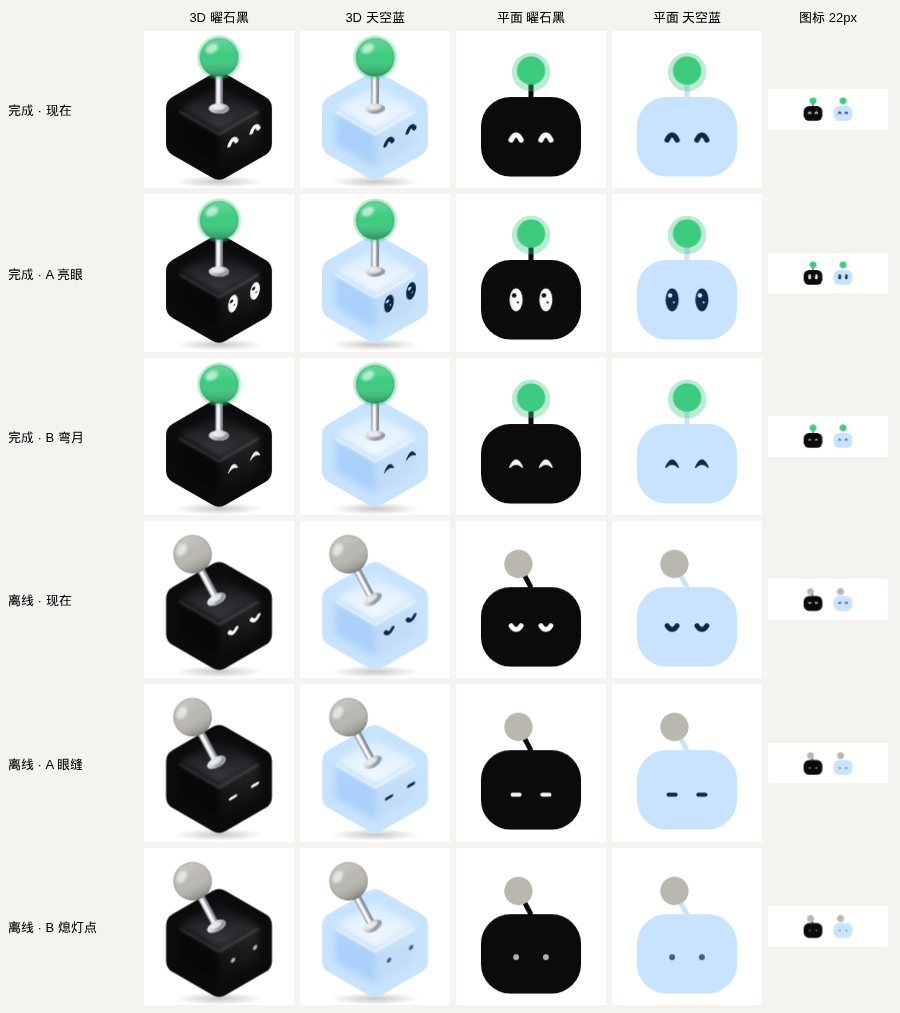 3D 曜石黑 3D 天空蓝 平面 曜石黑 平面 天空蓝 图标 22px
完成 · 现在
完成 · A 亮眼
完成 · B 弯月
离线 · 现在
离线 · A 眼缝
离线 · B 熄灯点